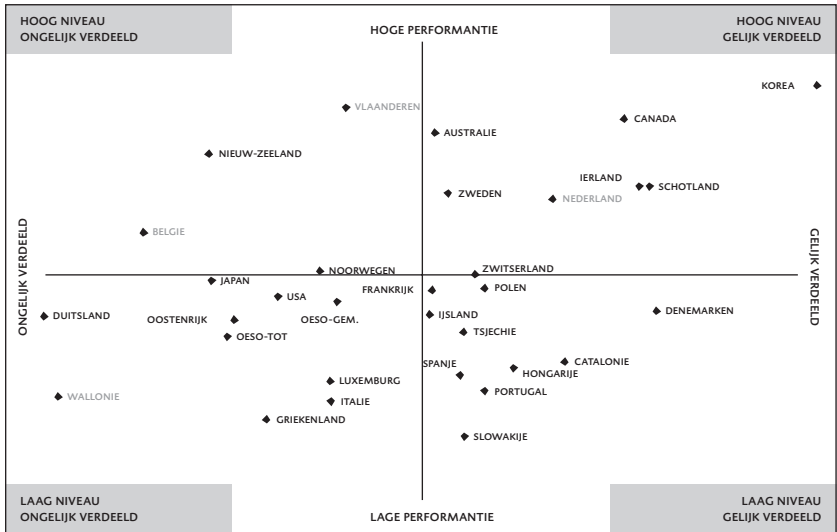 HOOG NIVEAU
ONGELIJK VERDEELD
HOGE PERFORMANTIE
HOOG NIVEAU
GELIJK VERDEELD
KOREA
VLAANDEREN
CANADA
AUSTRALIE
NIEUW-ZEELAND
IERLAND
SCHOTLAND
ZWEDEN
NEDERLAND
BELGIE
ONGELIJK VERDEELD
GELIJK VERDEELD
NOORWEGEN
ZWITSERLAND
JAPAN
FRANKRIJK
POLEN
USA
DUITSLAND
OOSTENRIJK
OESO-GEM.
IJSLAND
DENEMARKEN
OESO-TOT
TSJECHIE
SPANJE
CATALONIE
HONGARIJE
LUXEMBURG
PORTUGAL
WALLONIE
ITALIE
GRIEKENLAND
SLOWAKIJE
LAAG NIVEAU
ONGELIJK VERDEELD
LAGE PERFORMANTIE
LAAG NIVEAU
GELIJK VERDEELD